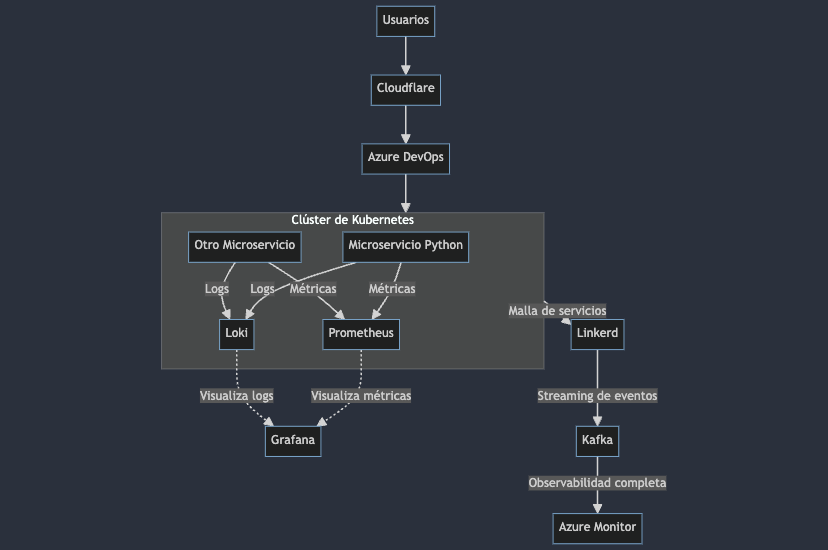 Usuarios
Cloudflare
Azure DevOps
Clúster de Kubernetes
Otro Microservicio
Microservicio Python
Logs
Logs
Métricas
Métricas
Malla de servicios
Loki
Prometheus
Linkerd
Visualiza logs
Visualiza métricas
Streaming de eventos
Grafana
Kafka
Observabilidad completa
Azure Monitor